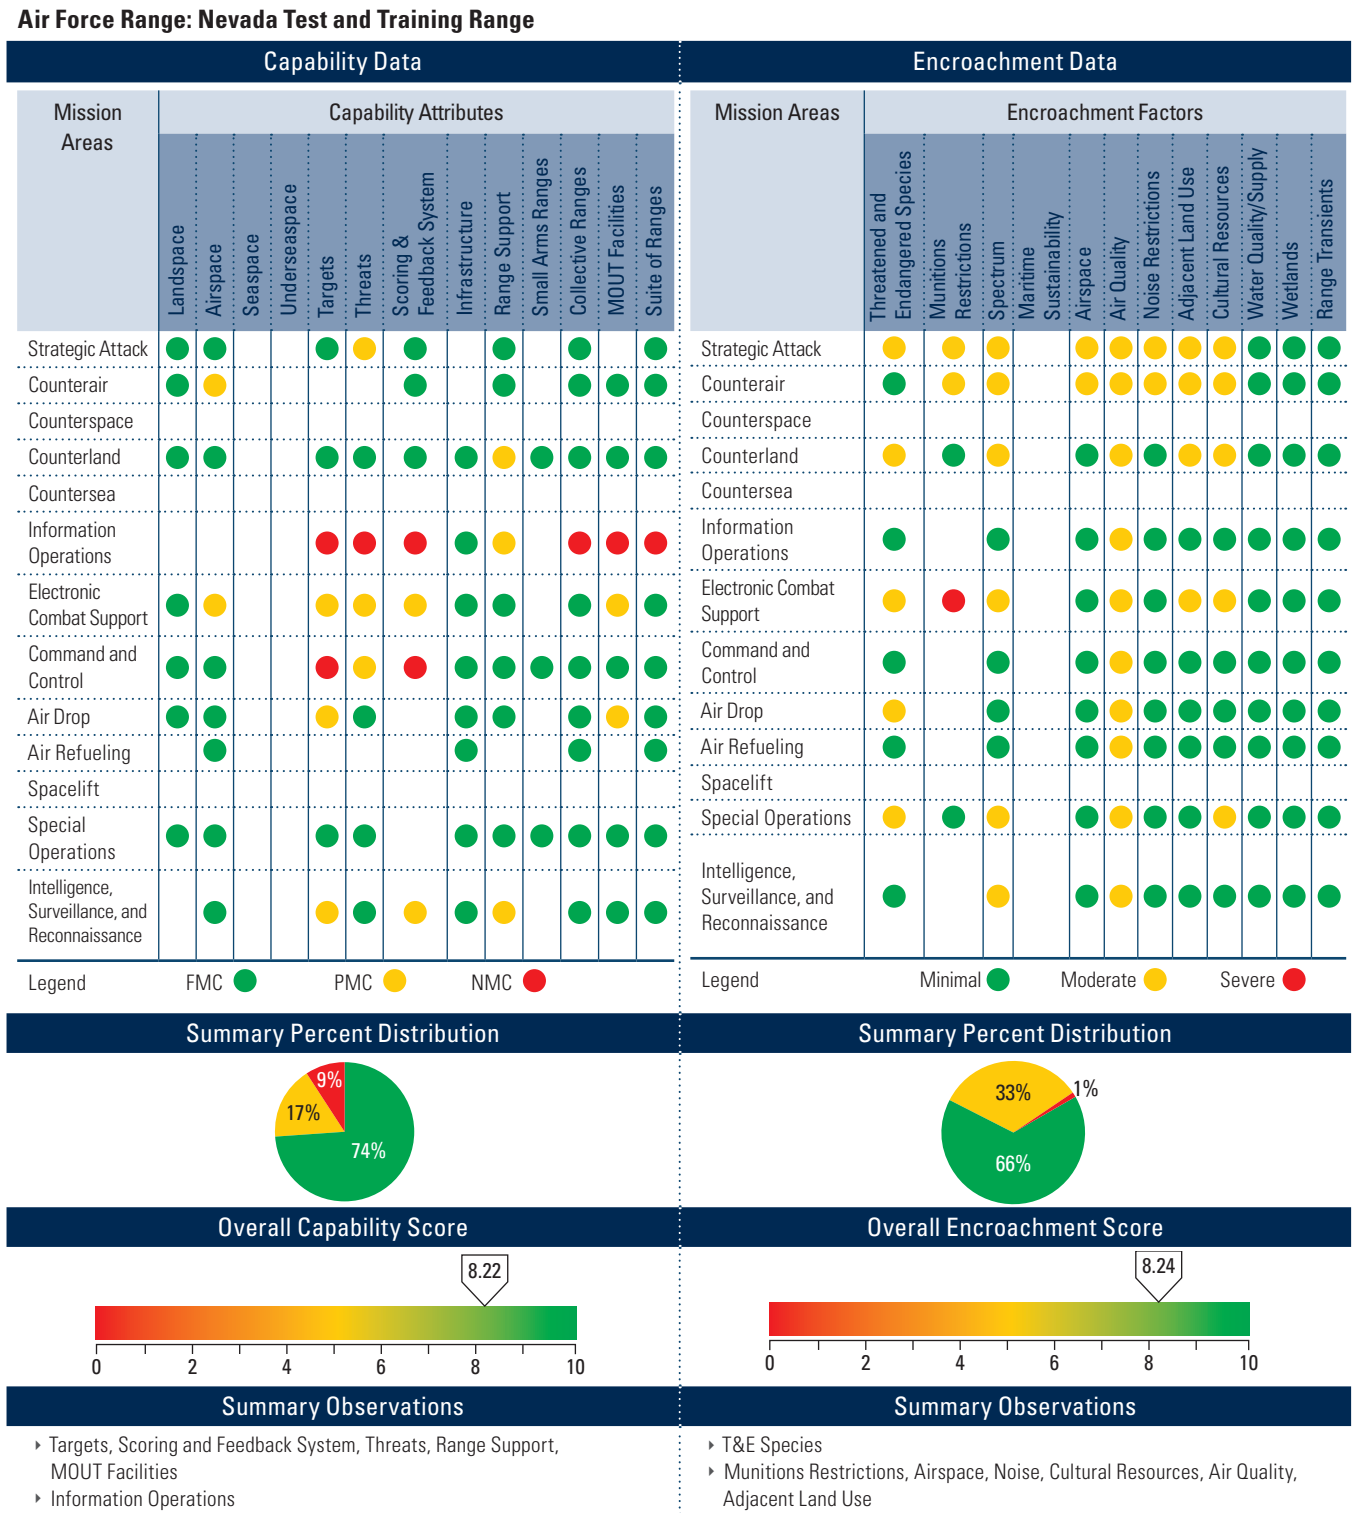 Air Force Range: Nevada Test and Training Range
Capability Data
Mission
Areas
Capability Attributes
Landspace
Airspace
Seaspace
Underseaspace
Targets
Threats
Scoring &
Feedback System
Infrastructure
Range Support
Small Arms Ranges
Collective Ranges
MOUT Facilities
Suite of Ranges
Strategic Attack
Counterair
Counterspace
Counterland
Countersea
Information
Operations
Electronic
Combat Support
Command and
Control
Air Drop
Air Refueling
Spacelift
Special
Operations
Intelligence,
Surveillance, and
Reconnaissance
Legend FMC PMC NMC
Summary Percent Distribution
9%
17%
74%
Overall Capability Score
8.22
0 2 4 6 8 10
Summary Observations
‣ Targets, Scoring and Feedback System, Threats, Range Support,
MOUT Facilities
‣ Information Operations
Encroachment Data
Mission Areas
Encroachment Factors
Threatened and
Endangered Species
Munitions
Restrictions
Spectrum
Maritime
Sustainability
Airspace
Air Quality
Noise Restrictions
Adjacent Land Use
Cultural Resources
Water Quality/Supply
Wetlands
Range Transients
Strategic Attack
Counterair
Counterspace
Counterland
Countersea
Information
Operations
Electronic Combat
Support
Command and
Control
Air Drop
Air Refueling
Spacelift
Special Operations
Intelligence,
Surveillance, and
Reconnaissance
Legend Minimal Moderate Severe
Summary Percent Distribution
33%
1%
66%
Overall Encroachment Score
8.24
0 2 4 6 8 10
Summary Observations
‣ T&E Species
‣ Munitions Restrictions, Airspace, Noise, Cultural Resources, Air Quality,
Adjacent Land Use